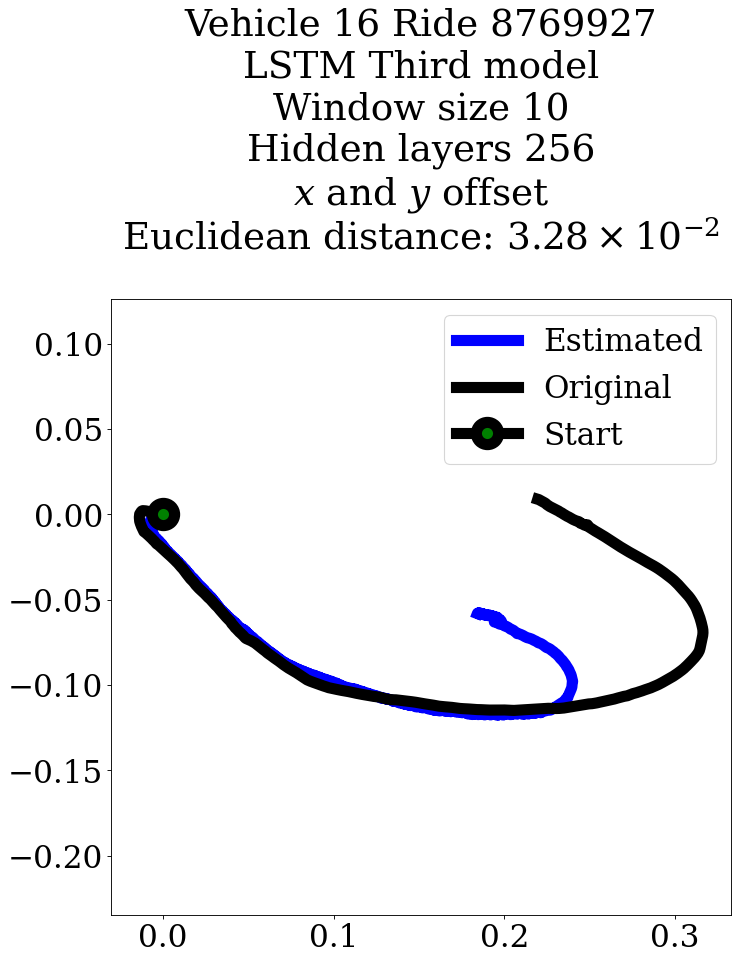 Vehicle 16 Ride 8769927
LSTM Third model
Window size 10
Hidden layers 256
x and y offset
Euclidean distance: 3.28 × 10⁻²
Estimated
Original
Start
0.10
0.05
0.00
−0.05
−0.10
−0.15
−0.20
0.0 0.1 0.2 0.3